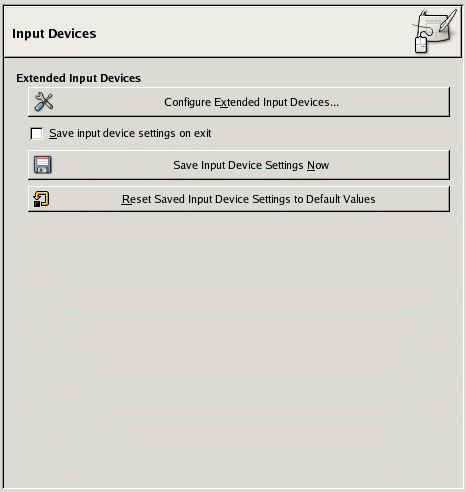 Input Devices
Extended Input Devices
Configure Extended Input Devices...
Save input device settings on exit
Save Input Device Settings Now
Reset Saved Input Device Settings to Default Values